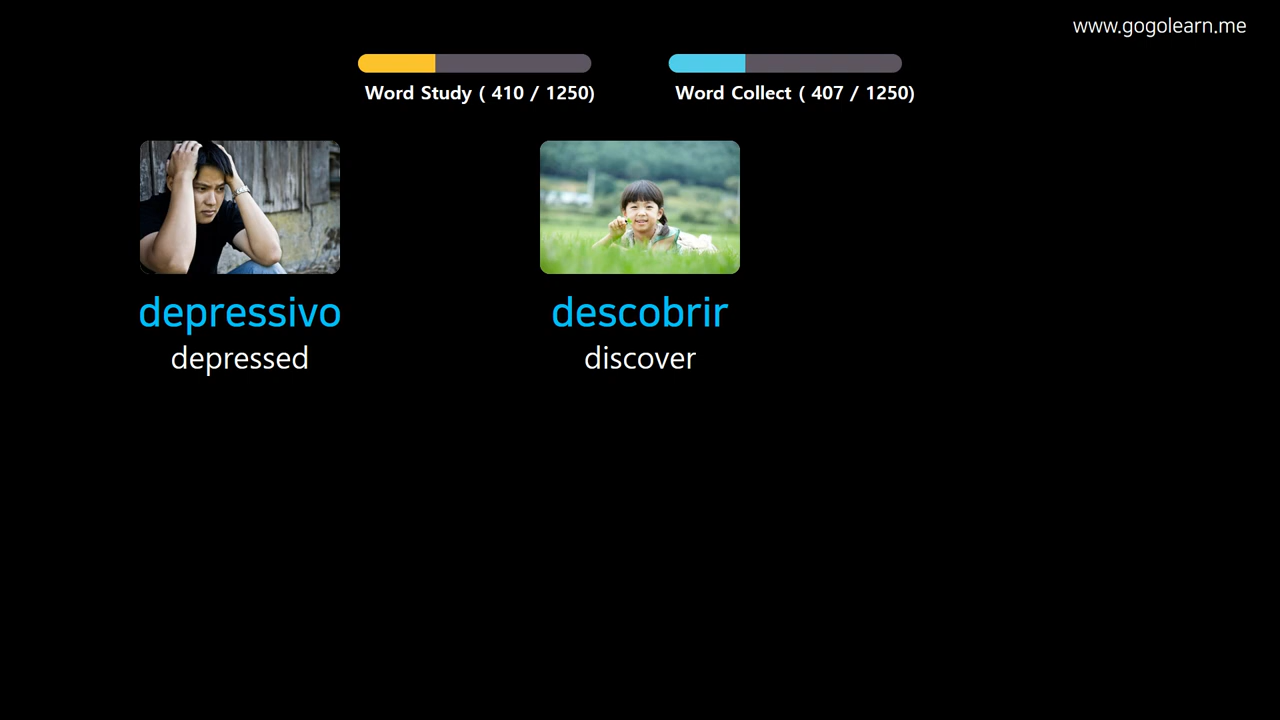 www.gogolearn.me
Word Study ( 410 / 1250)
Word Collect ( 407 / 1250)
depressivo
depressed
descobrir
discover